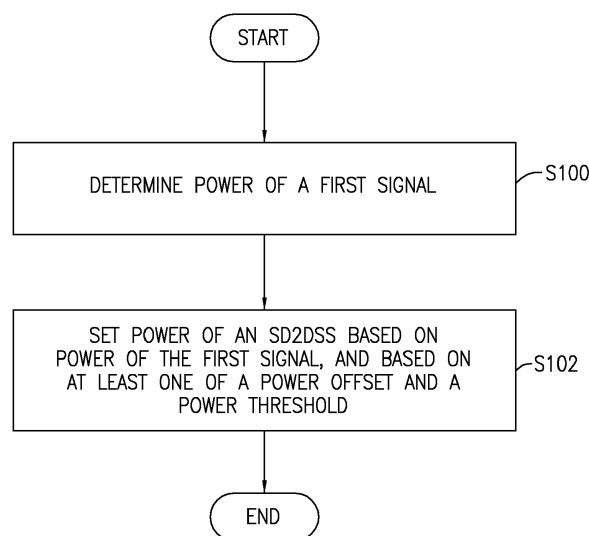 START
DETERMINE POWER OF A FIRST SIGNAL
S100
SET POWER OF AN SD2DSS BASED ON
POWER OF THE FIRST SIGNAL, AND BASED ON
AT LEAST ONE OF A POWER OFFSET AND A
POWER THRESHOLD
S102
END